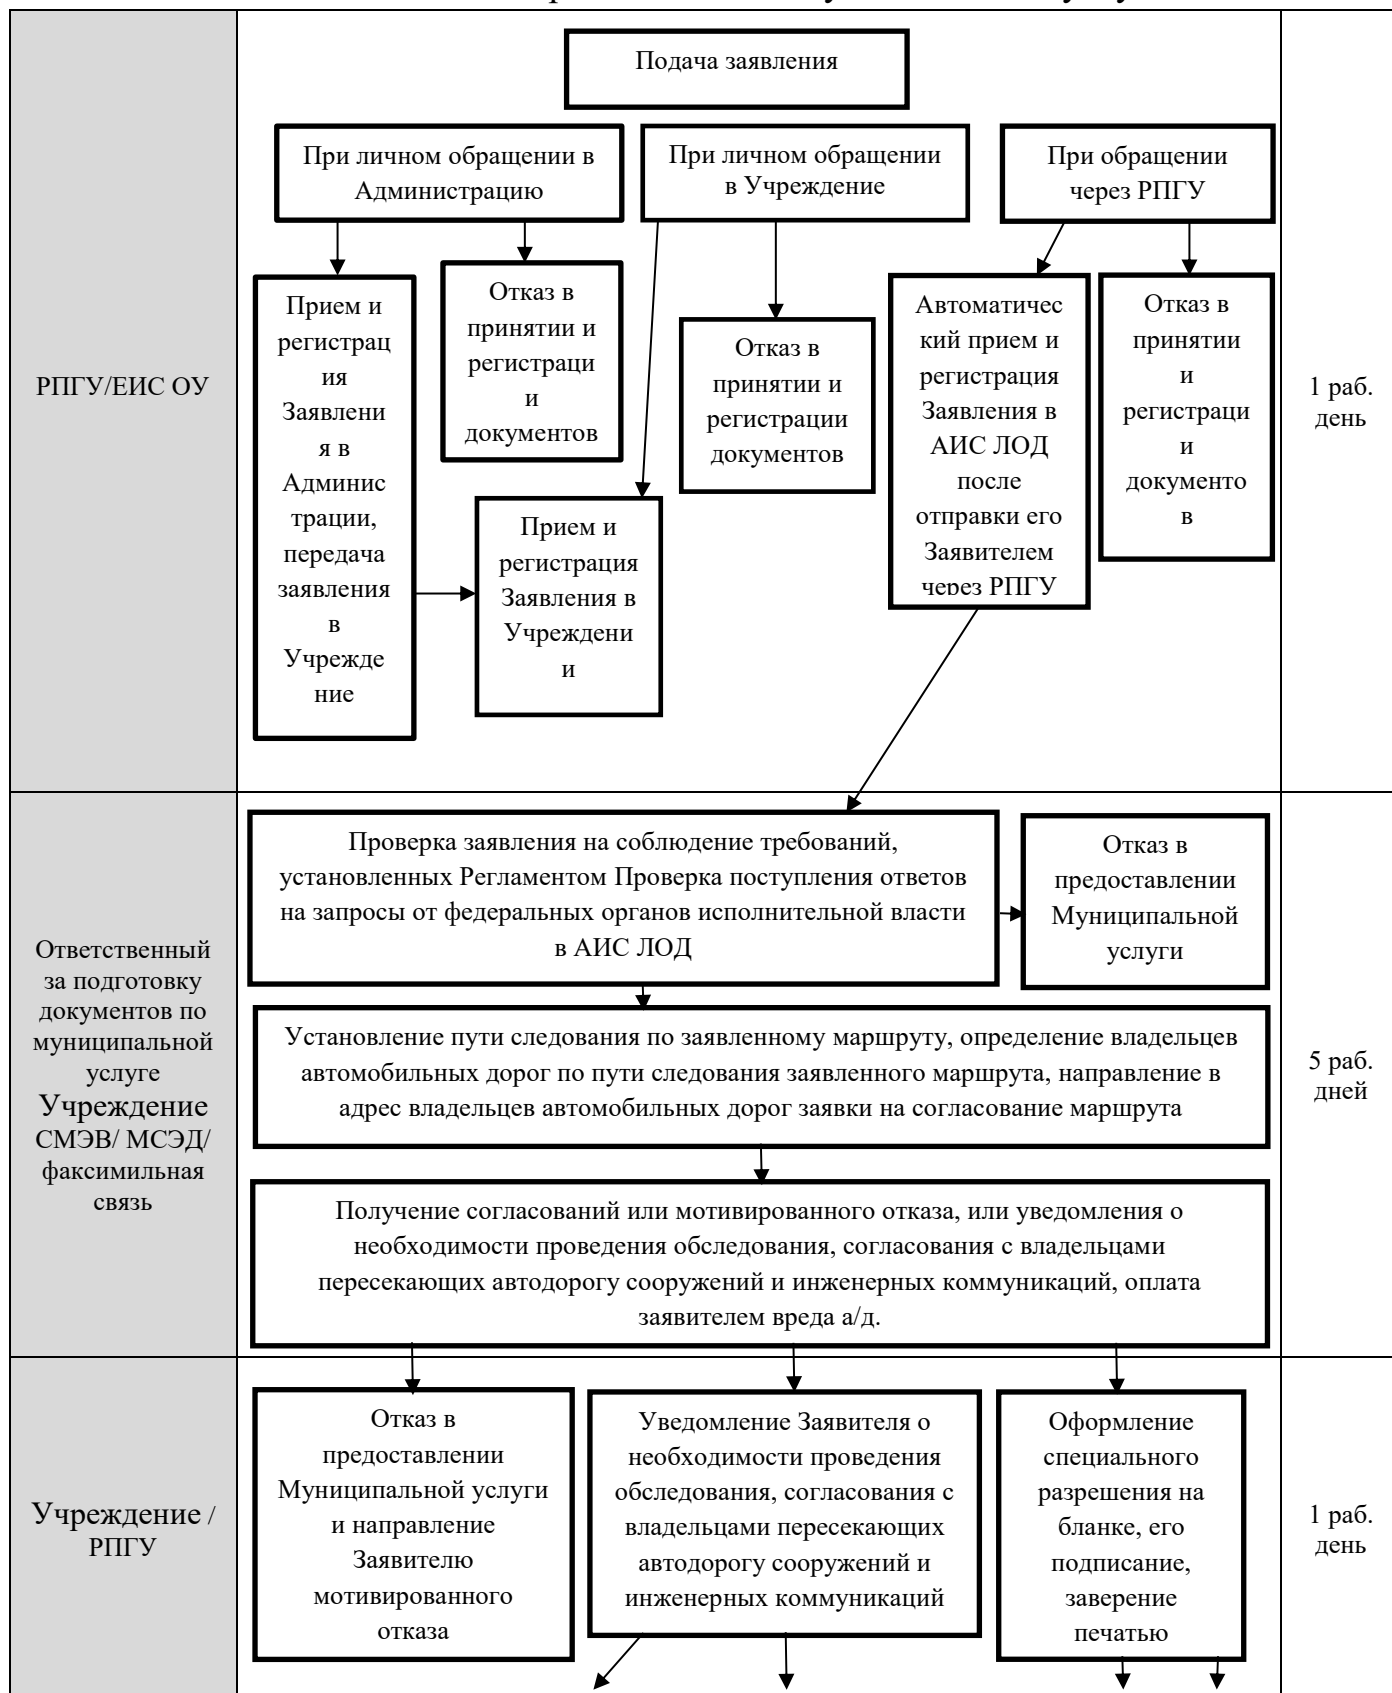 РПГУ/ЕИС ОУ
Подача заявления
При личном обращении в
Администрацию
При личном обращении
в Учреждение
При обращении
через РПГУ
Прием и
регистрац
ия
Заявлени
я в
Админис
трации,
передача
заявления
в
Учрежде
ние
Отказ в
принятии и
регистраци
и
документов
Прием и
регистрация
Заявления в
Учреждени
и
Отказ в
принятии и
регистрации
документов
Автоматичес
кий прием и
регистрация
Заявления в
АИС ЛОД
после
отправки его
Заявителем
через РПГУ
Отказ в
принятии
и
регистраци
и
документо
в
1 раб.
день
Ответственный
за подготовку
документов по
муниципальной
услуге
Учреждение
СМЭВ/ МСЭД/
факсимильная
связь
Проверка заявления на соблюдение требований,
установленных Регламентом Проверка поступления ответов
на запросы от федеральных органов исполнительной власти
в АИС ЛОД
Отказ в
предоставлении
Муниципальной
услуги
Установление пути следования по заявленному маршруту, определение владельцев
автомобильных дорог по пути следования заявленного маршрута, направление в
адрес владельцев автомобильных дорог заявки на согласование маршрута
Получение согласований или мотивированного отказа, или уведомления о
необходимости проведения обследования, согласования с владельцами
пересекающих автодорогу сооружений и инженерных коммуникаций, оплата
заявителем вреда а/д.
5 раб.
дней
Учреждение /
РПГУ
Отказ в
предоставлении
Муниципальной услуги
и направление
Заявителю
мотивированного
отказа
Уведомление Заявителя о
необходимости проведения
обследования, согласования с
владельцами пересекающих
автодорогу сооружений и
инженерных коммуникаций
Оформление
специального
разрешения на
бланке, его
подписание,
заверение
печатью
1 раб.
день